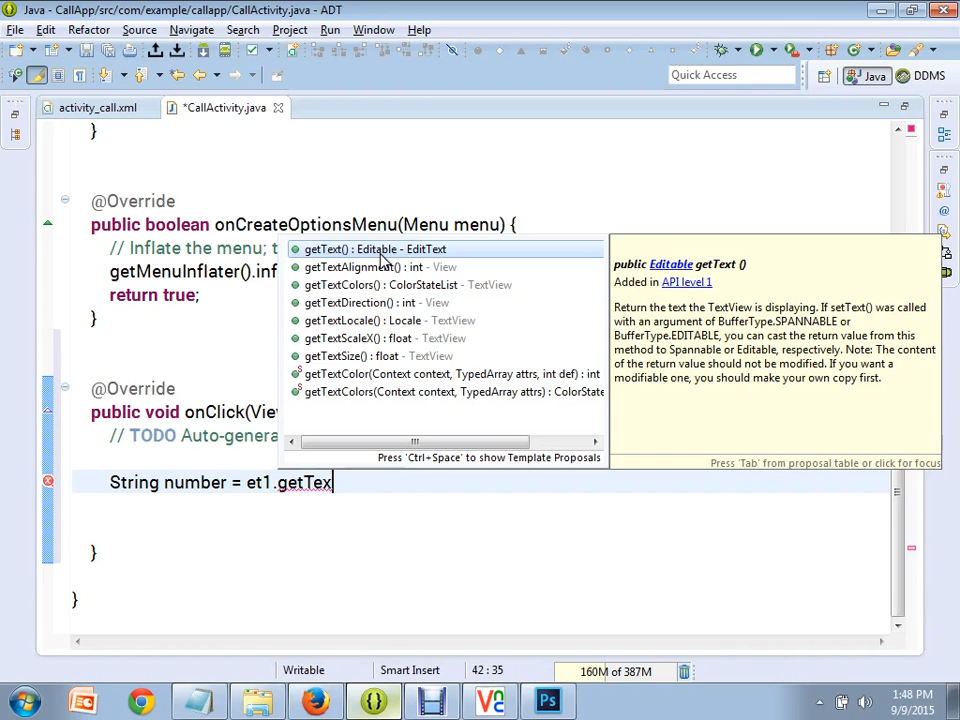 Java - CallApp/src/com/example/callapp/CallActivity.java - ADT
File Edit Refactor Source Navigate Search Project Run Window Help
Quick Access
Java
DDMS
activity_call.xml
*CallActivity.java
}
@Override
public boolean onCreateOptionsMenu(Menu menu) {
// Inflate the menu; t
getMenuInflater().inf
return true;
}
@Override
public void onClick(Vie
// TODO Auto-genera
String number = et1.getTex
}
}
getText() : Editable - EditText
getTextAlignment() : int - View
getTextColors() : ColorStateList - TextView
getTextDirection() : int - View
getTextLocale() : Locale - TextView
getTextScaleX() : float - TextView
getTextSize() : float - TextView
getTextColor(Context context, TypedArray attrs, int def) : int
getTextColors(Context context, TypedArray attrs) : ColorState
Press 'Ctrl+Space' to show Template Proposals
public Editable getText ()
Added in API level 1
Return the text the TextView is displaying. If setText() was called
with an argument of BufferType.SPANNABLE or
BufferType.EDITABLE, you can cast the return value from this
method to Spannable or Editable, respectively. Note: The content
of the return value should not be modified. If you want a
modifiable one, you should make your own copy first.
Press 'Tab' from proposal table or click for focus
Writable
Smart Insert
42 : 35
160M of 387M
Ps
1:48 PM
9/9/2015